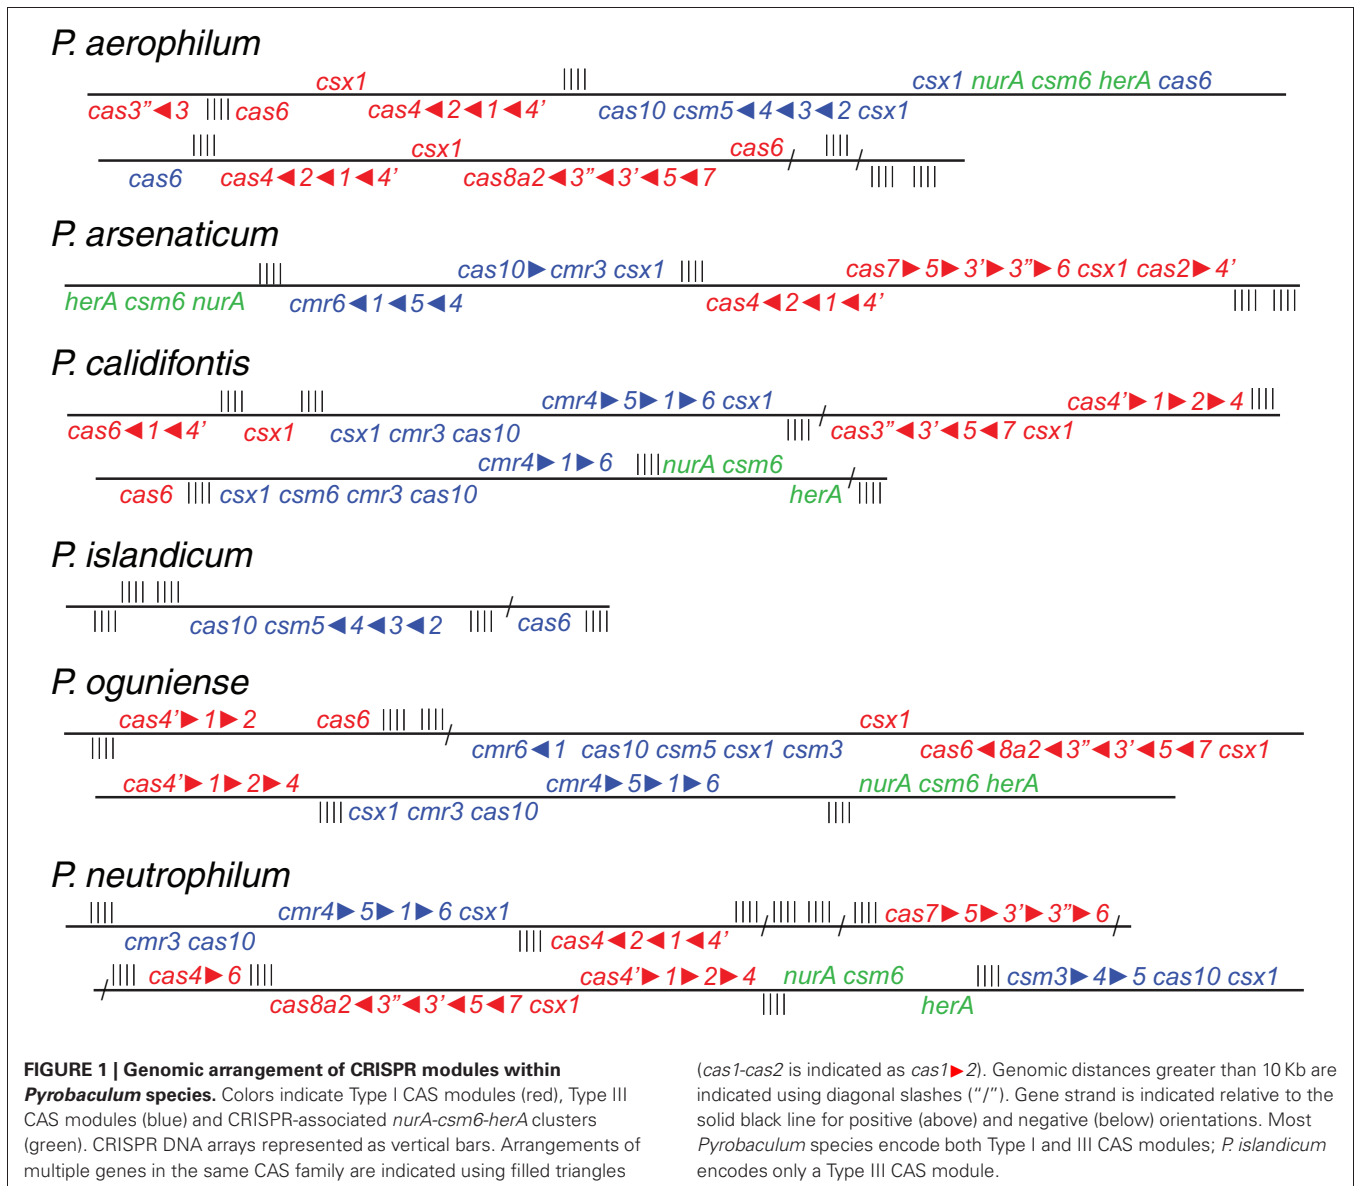 P. aerophilum
csx1 csx1 nurA csm6 herA cas6
cas3”◄3 cas6 cas4◄2◄1◄4’ cas10 csm5◄4◄3◄2 csx1
csx1 cas6 / /
cas6 cas4◄2◄1◄4’ cas8a2◄3”◄3’◄5◄7
P. arsenaticum
cas10►cmr3 csx1 cas7►5►3’►3”►6 csx1 cas2►4’
herA csm6 nurA cmr6◄1◄5◄4 cas4◄2◄1◄4’
P. calidifontis
cmr4►5►1►6 csx1 / cas4’►1►2►4
cas6◄1◄4’ csx1 csx1 cmr3 cas10 cas3”◄3’◄5◄7 csx1
cmr4►1►6 nurA csm6 /
cas6 csx1 csm6 cmr3 cas10 herA
P. islandicum
/
cas10 csm5◄4◄3◄2 cas6
P. oguniense
cas4’►1►2 cas6 / csx1
cmr6◄1 cas10 csm5 csx1 csm3 cas6◄8a2◄3”◄3’◄5◄7 csx1
cas4’►1►2►4 cmr4►5►1►6 nurA csm6 herA
csx1 cmr3 cas10
P. neutrophilum
cmr4►5►1►6 csx1 / / cas7►5►3’►3”►6 /
cmr3 cas10 cas4◄2◄1◄4’
/ cas4►6 cas4’►1►2►4 nurA csm6 csm3►4►5 cas10 csx1
cas8a2◄3”◄3’◄5◄7 csx1 herA
FIGURE 1 | Genomic arrangement of CRISPR modules within
Pyrobaculum species. Colors indicate Type I CAS modules (red), Type III
CAS modules (blue) and CRISPR-associated nurA-csm6-herA clusters
(green). CRISPR DNA arrays represented as vertical bars. Arrangements of
multiple genes in the same CAS family are indicated using filled triangles
(cas1-cas2 is indicated as cas1►2). Genomic distances greater than 10 Kb are
indicated using diagonal slashes (“/”). Gene strand is indicated relative to the
solid black line for positive (above) and negative (below) orientations. Most
Pyrobaculum species encode both Type I and III CAS modules; P. islandicum
encodes only a Type III CAS module.